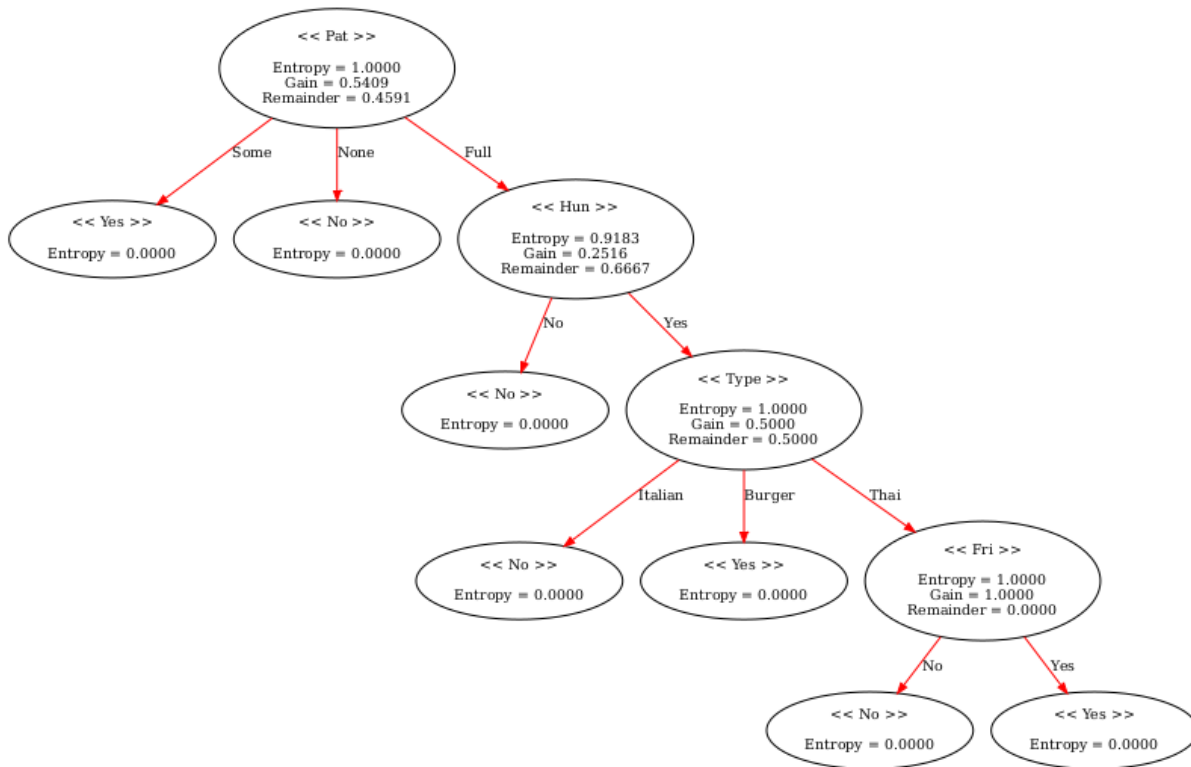 << Pat >>
Entropy = 1.0000
Gain = 0.5409
Remainder = 0.4591
Some
None
Full
<< Yes >>
Entropy = 0.0000
<< No >>
Entropy = 0.0000
<< Hun >>
Entropy = 0.9183
Gain = 0.2516
Remainder = 0.6667
No
Yes
<< No >>
Entropy = 0.0000
<< Type >>
Entropy = 1.0000
Gain = 0.5000
Remainder = 0.5000
Italian
Burger
Thai
<< No >>
Entropy = 0.0000
<< Yes >>
Entropy = 0.0000
<< Fri >>
Entropy = 1.0000
Gain = 1.0000
Remainder = 0.0000
No
Yes
<< No >>
Entropy = 0.0000
<< Yes >>
Entropy = 0.0000